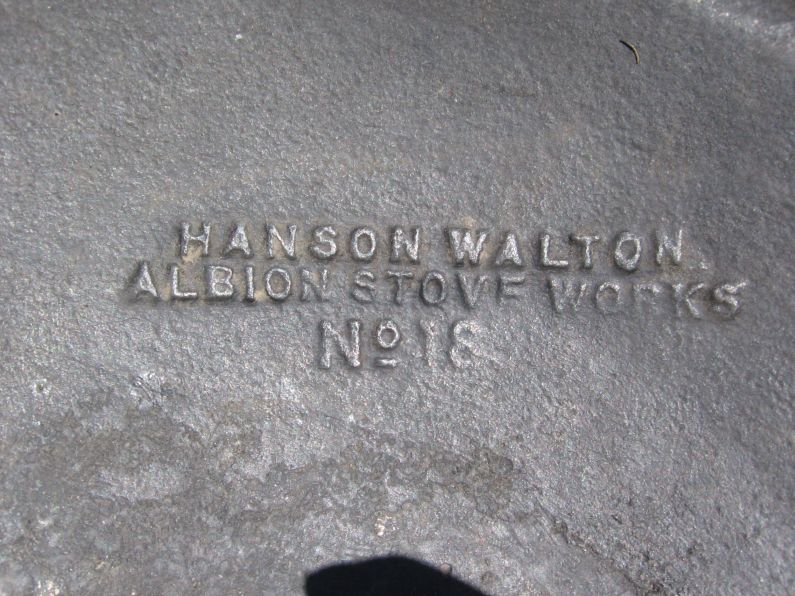 HANSON WALTON
ALBION STOVE WORKS
No 18